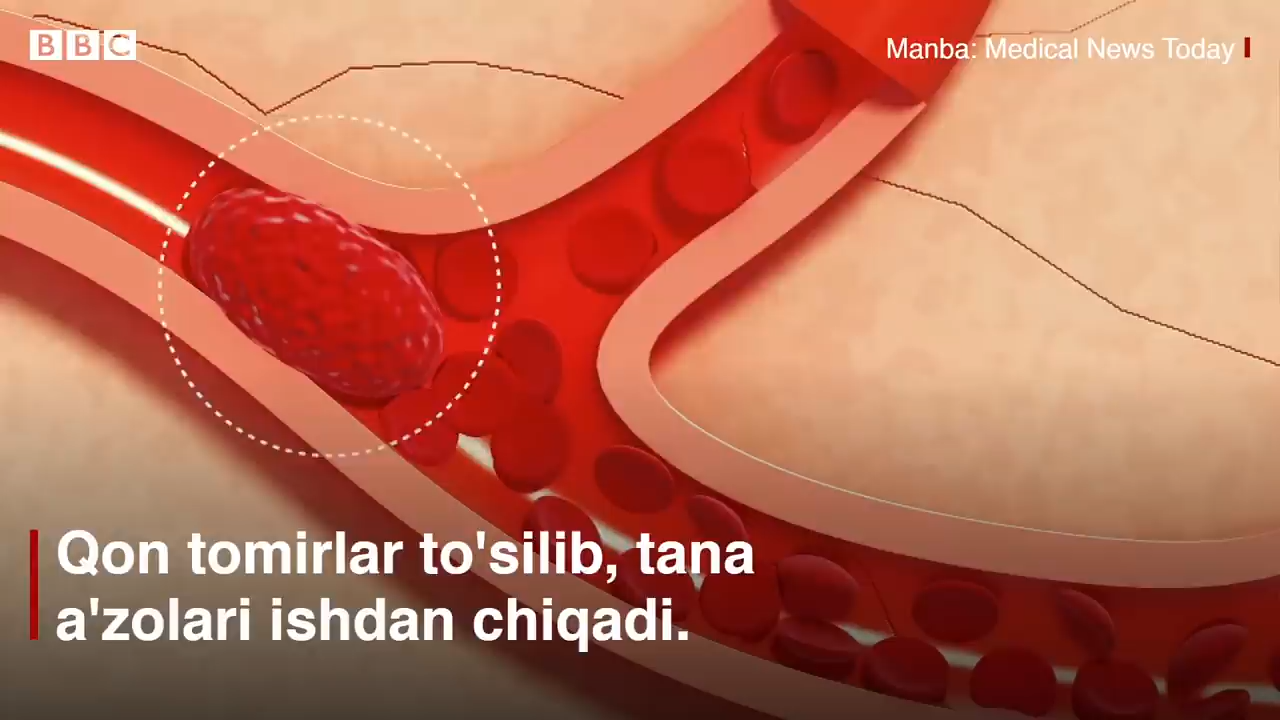 BBC
Manba: Medical News Today
Qon tomirlar to'silib, tana
a'zolari ishdan chiqadi.